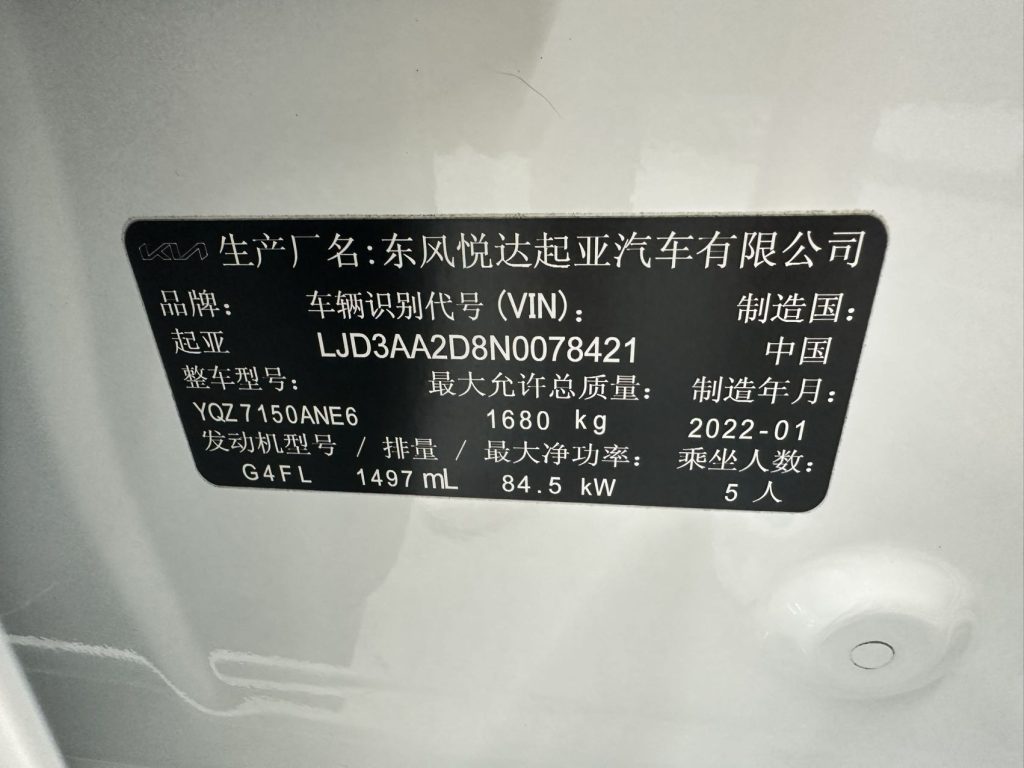 KIA 生产厂名:东风悦达起亚汽车有限公司
品牌: 车辆识别代号(VIN): 制造国:
起亚 LJD3AA2D8N0078421 中国
整车型号: 最大允许总质量: 制造年月:
YQZ7150ANE6 1680 kg 2022-01
发动机型号 / 排量 / 最大净功率: 乘坐人数:
G4FL 1497 mL 84.5 kW 5 人